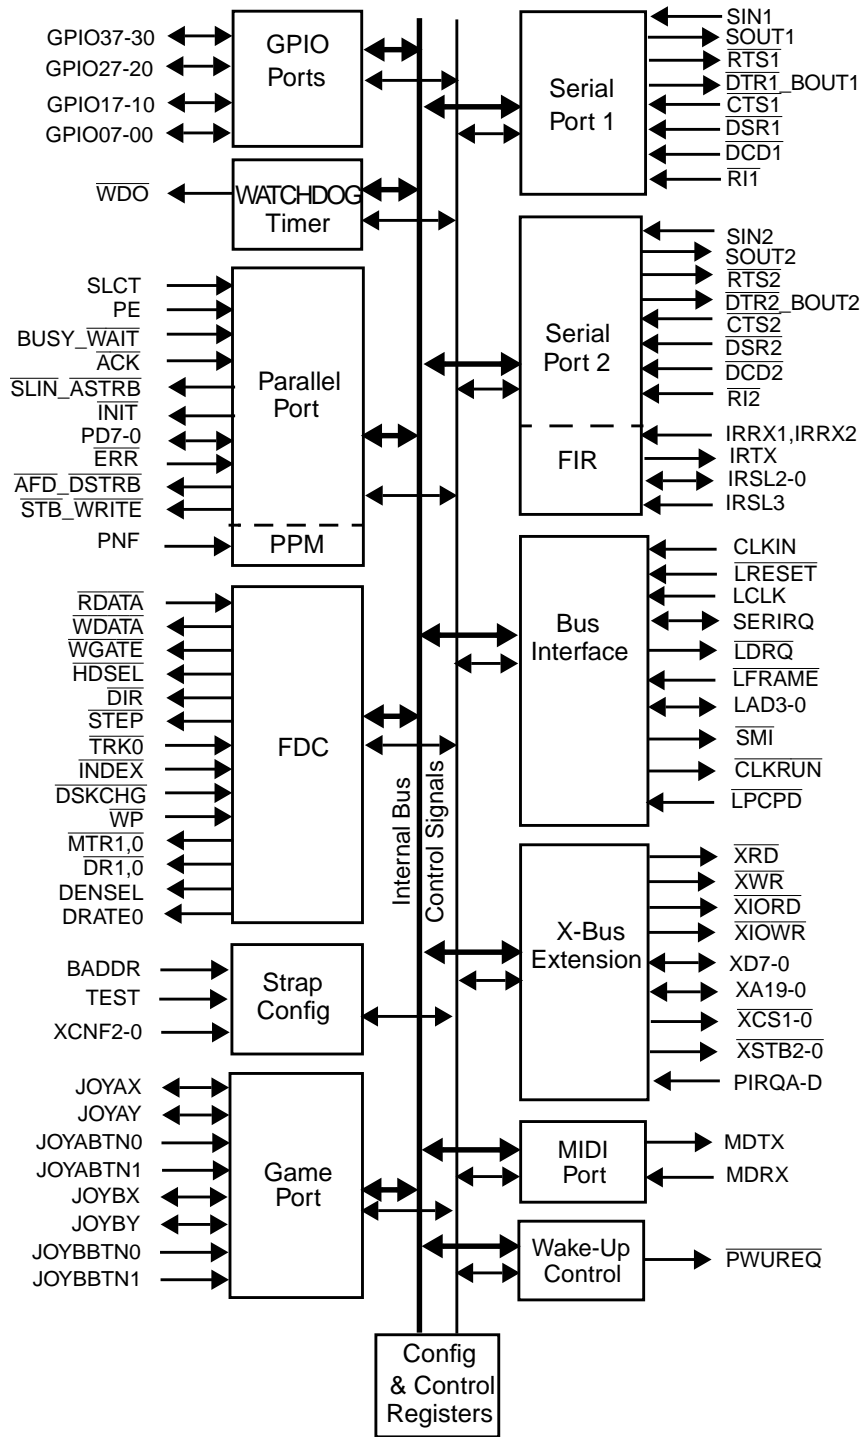 GPIO37-30
GPIO27-20
GPIO17-10
GPIO07-00
GPIO
Ports
WDO
WATCHDOG
Timer
SLCT
PE
BUSY_WAIT
ACK
SLIN_ASTRB
INIT
PD7-0
ERR
AFD_DSTRB
STB_WRITE
PNF
Parallel
Port
PPM
RDATA
WDATA
WGATE
HDSEL
DIR
STEP
TRK0
INDEX
DSKCHG
WP
MTR1,0
DR1,0
DENSEL
DRATE0
FDC
BADDR
TEST
XCNF2-0
Strap
Config
JOYAX
JOYAY
JOYABTN0
JOYABTN1
JOYBX
JOYBY
JOYBBTN0
JOYBBTN1
Game
Port
Internal Bus
Control Signals
Serial
Port 1
SIN1
SOUT1
RTS1
DTR1_BOUT1
CTS1
DSR1
DCD1
RI1
Serial
Port 2
FIR
SIN2
SOUT2
RTS2
DTR2_BOUT2
CTS2
DSR2
DCD2
RI2
IRRX1,IRRX2
IRTX
IRSL2-0
IRSL3
Bus
Interface
CLKIN
LRESET
LCLK
SERIRQ
LDRQ
LFRAME
LAD3-0
SMI
CLKRUN
LPCPD
X-Bus
Extension
XRD
XWR
XIORD
XIOWR
XD7-0
XA19-0
XCS1-0
XSTB2-0
PIRQA-D
MIDI
Port
MDTX
MDRX
Wake-Up
Control
PWUREQ
Config
& Control
Registers